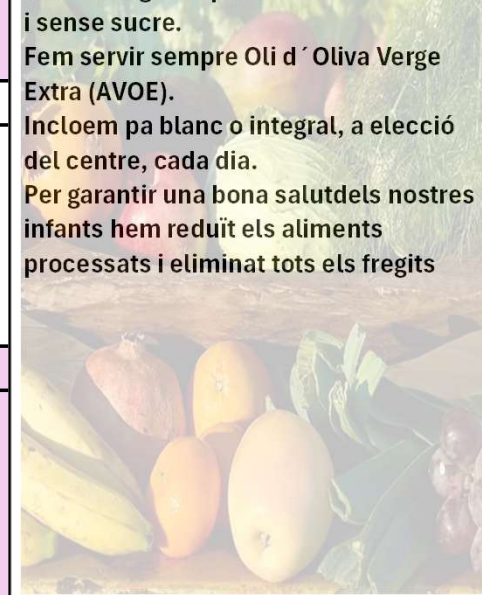 i sense sucre.
Fem servir sempre Oli d´Oliva Verge
Extra (AVOE).
Incloem pa blanc o integral, a elecció
del centre, cada dia.
Per garantir una bona salutdels nostres
infants hem reduït els aliments
processats i eliminat tots els fregits